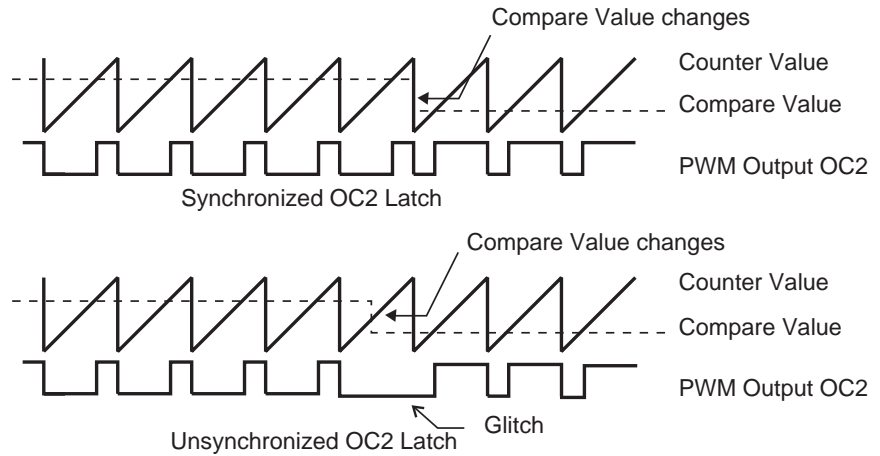 Compare Value changes
Counter Value
Compare Value
PWM Output OC2
Synchronized OC2 Latch
Compare Value changes
Counter Value
Compare Value
PWM Output OC2
Glitch
Unsynchronized OC2 Latch